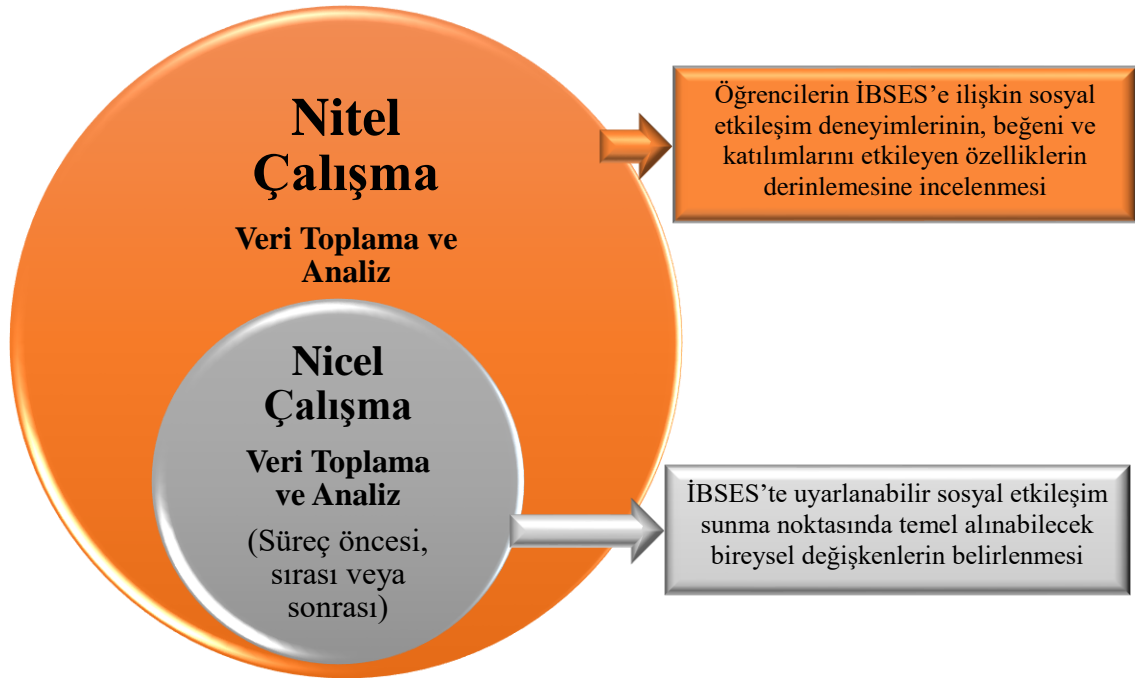 Nitel
Çalışma
Veri Toplama ve
Analiz
Nicel
Çalışma
Veri Toplama
ve Analiz
(Süreç öncesi,
sırası veya
sonrası)
Öğrencilerin İBSES’e ilişkin sosyal
etkileşim deneyimlerinin, beğeni ve
katılımlarını etkileyen özelliklerin
derinlemesine incelenmesi
İBSES’te uyarlanabilir sosyal etkileşim
sunma noktasında temel alınabilecek
bireysel değişkenlerin belirlenmesi